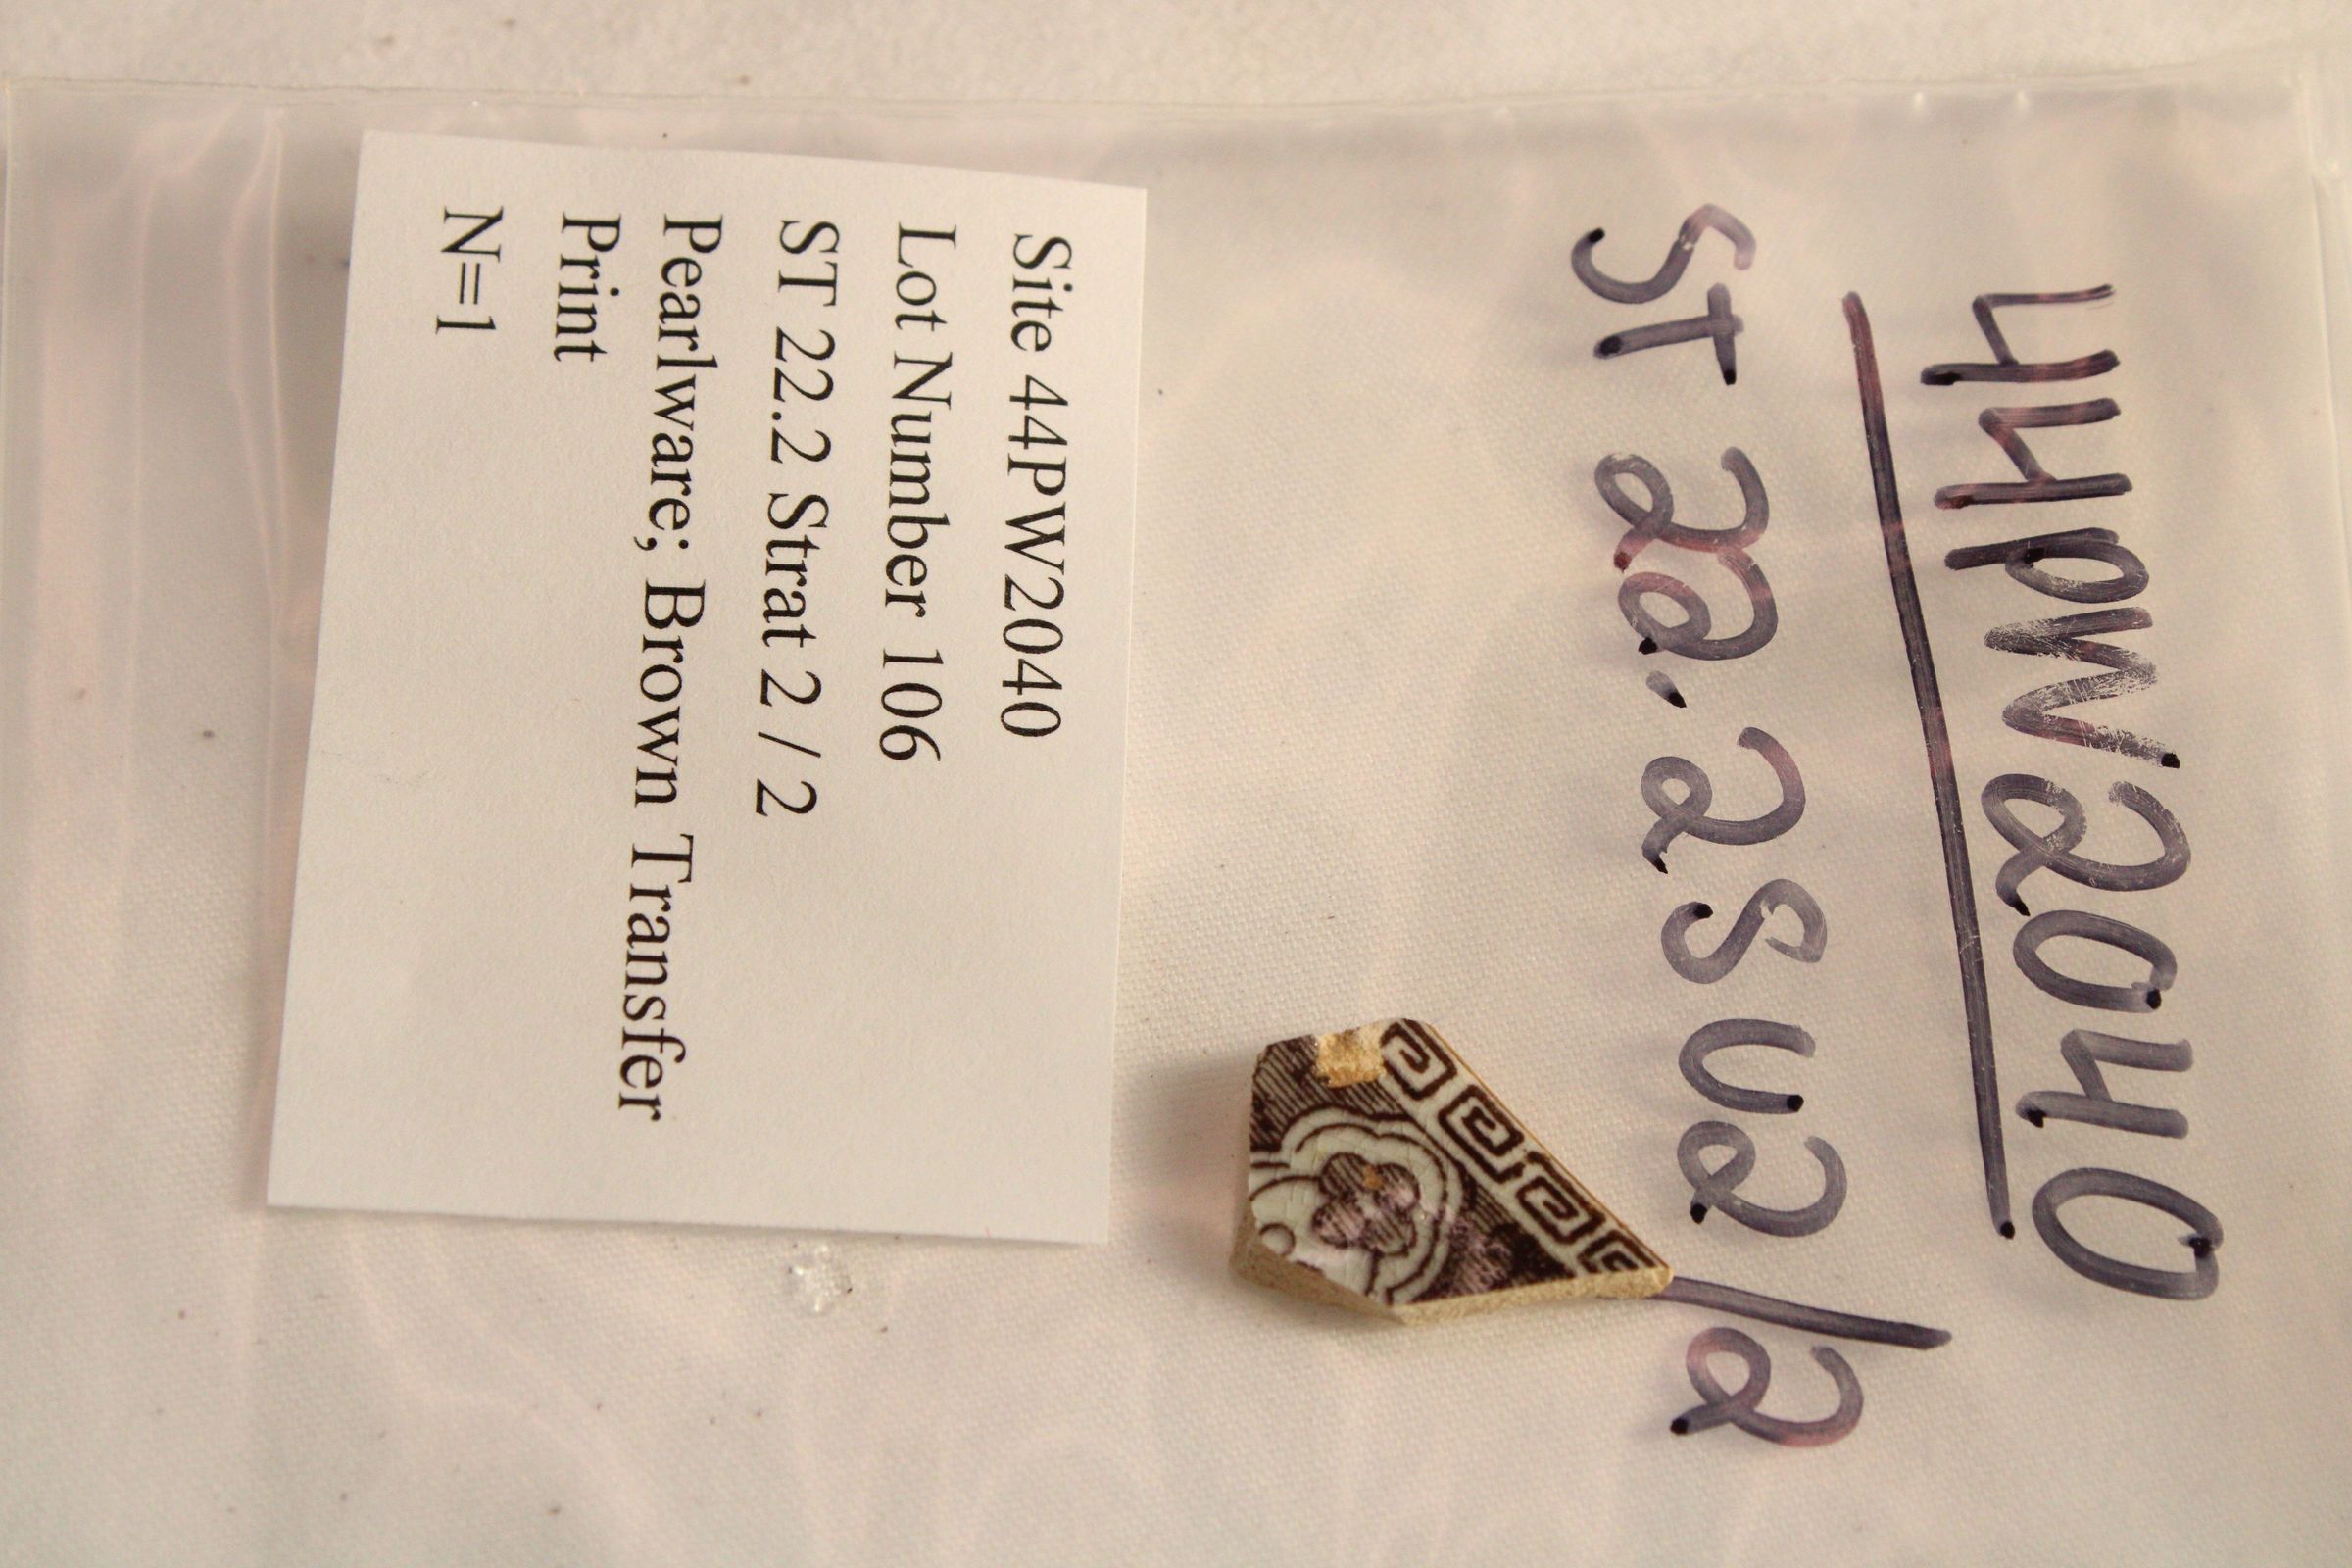 44PW2040
ST 22.2 SU2/2
Site 44PW2040
Lot Number 106
ST 22.2 Strat 2 / 2
Pearlware; Brown Transfer
Print
N=1